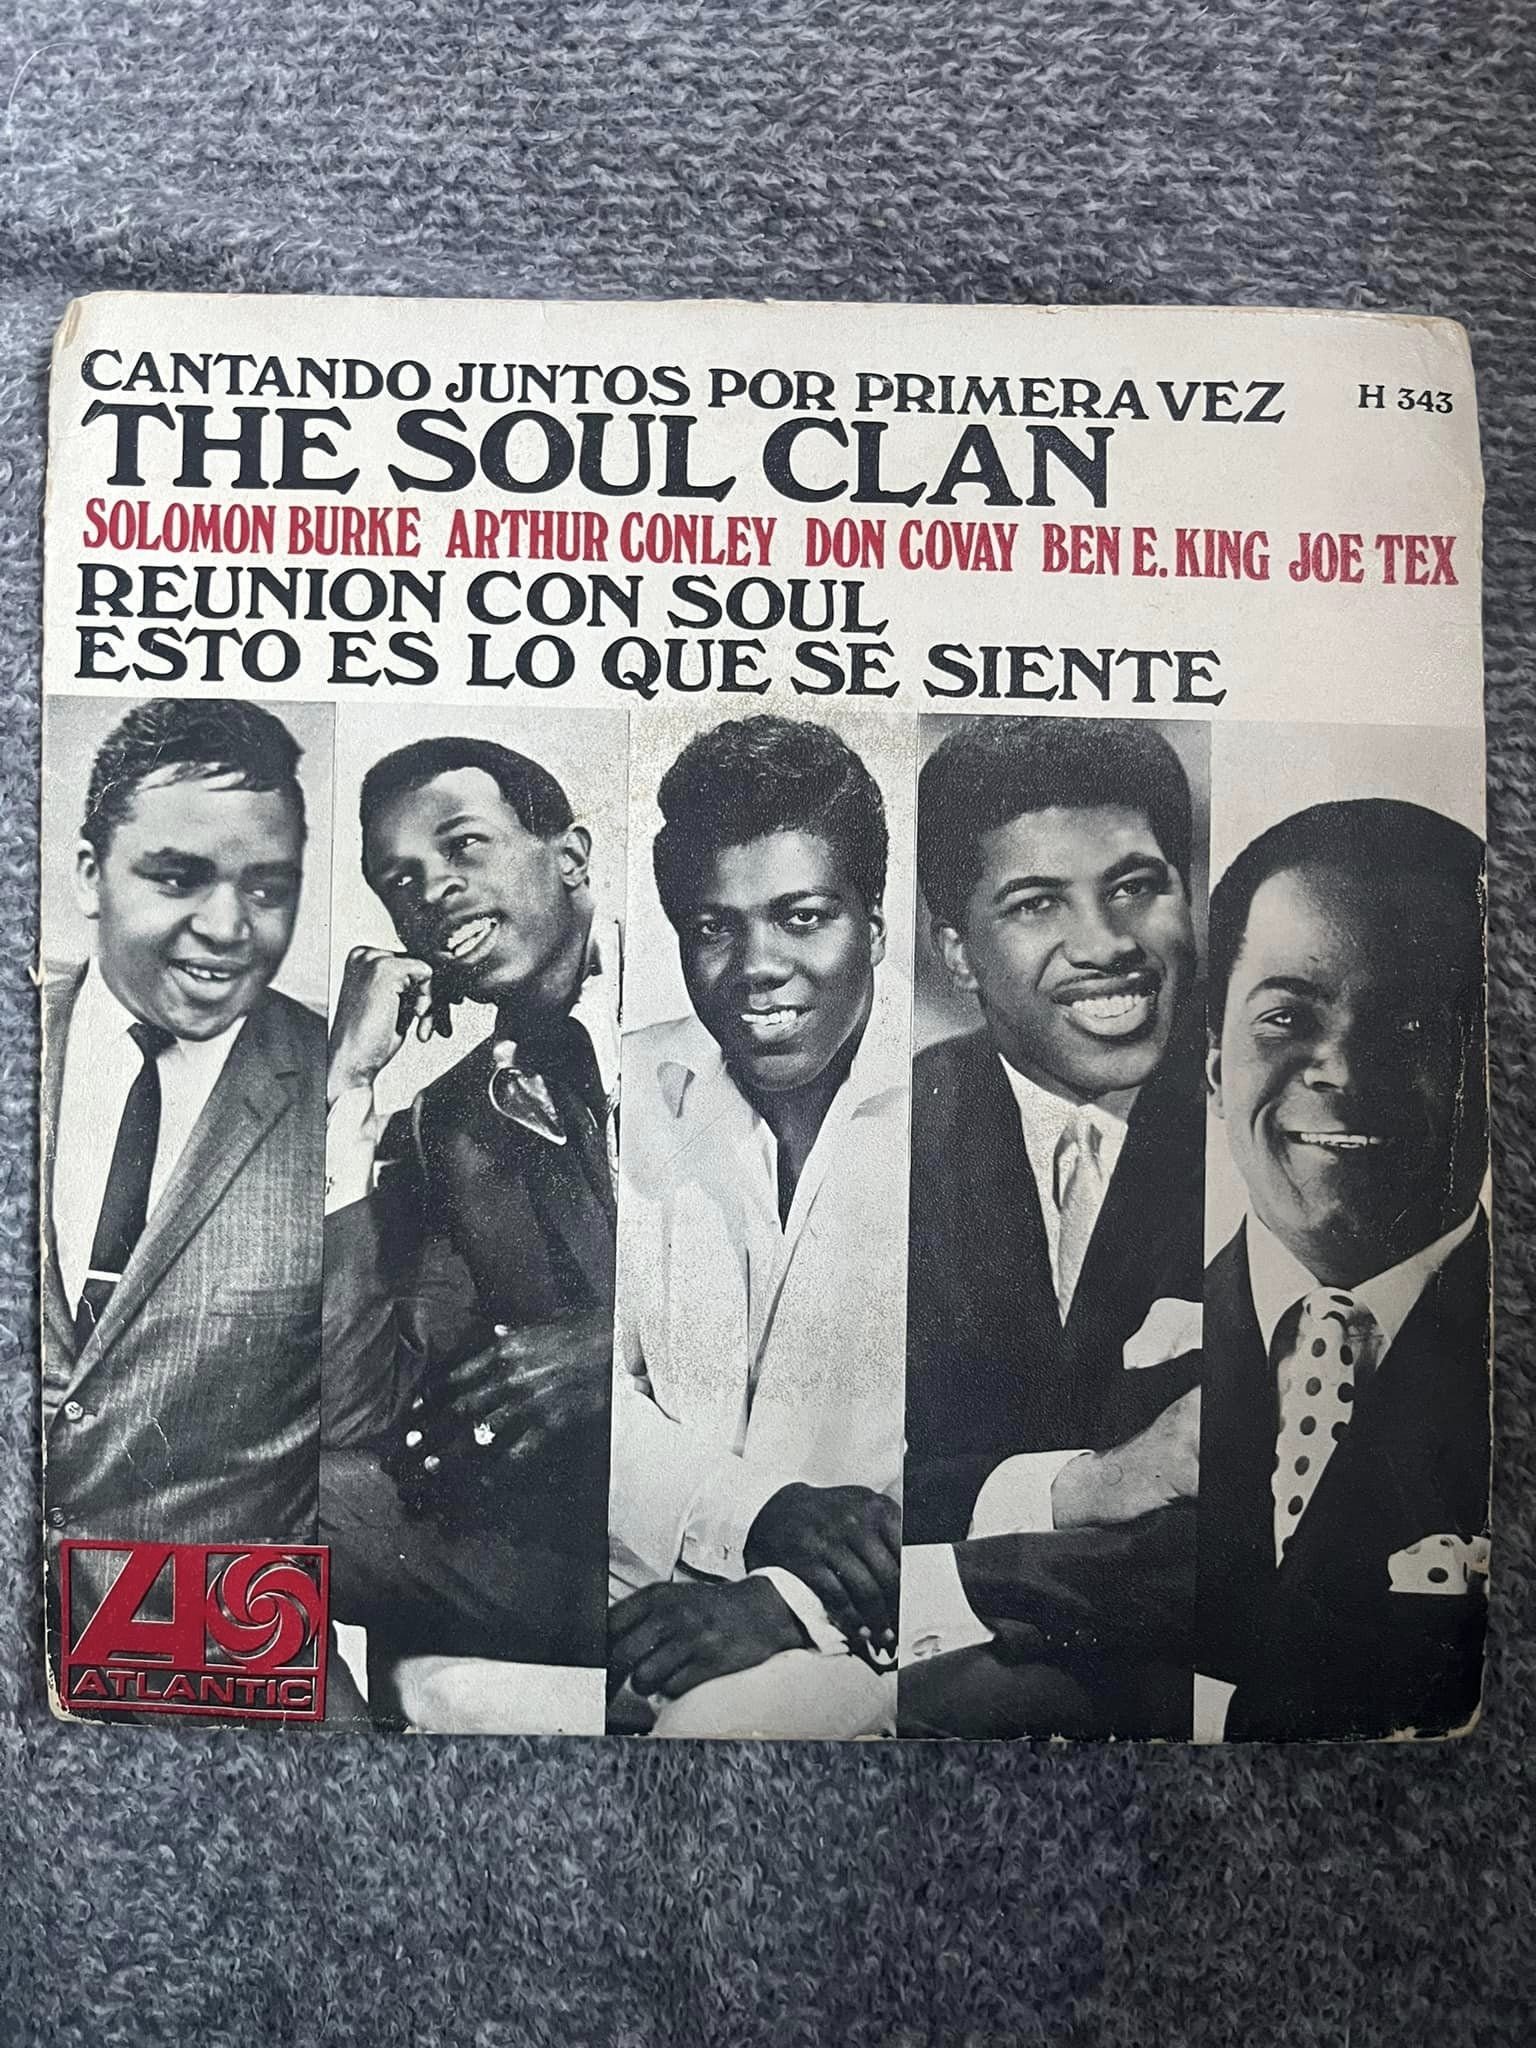 CANTANDO JUNTOS POR PRIMERA VEZ H 343
THE SOUL CLAN
SOLOMON BURKE ARTHUR CONLEY DON COVAY BEN E. KING JOE TEX
REUNION CON SOUL
ESTO ES LO QUE SE SIENTE
A
ATLANTIC